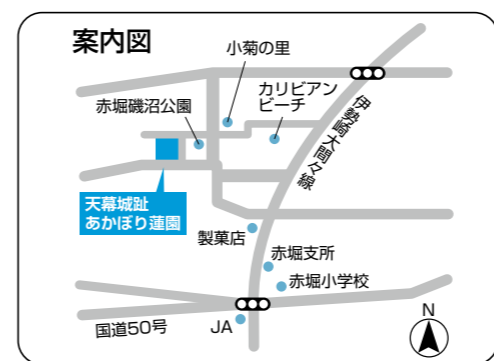 案内図
小菊の里
カリビアン
ビーチ
赤堀磯沼公園
伊勢崎大間々線
天幕城趾
あかぼり蓮園
製菓店
赤堀支所
赤堀小学校
国道50号
JA
N